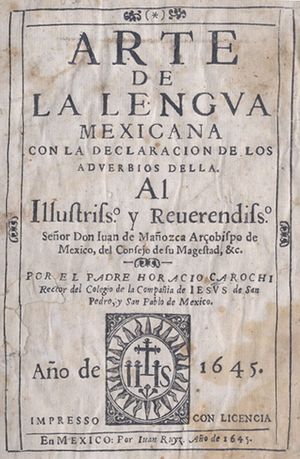 (*)
ARTE
DE
LA LENGVA
MEXICANA
CON LA DECLARACION DE LOS
ADVERBIOS DELLA.
Al
Illustrisso. y Reuerendisso.
Señor Don Iuan de Mañozca Arçobispo de
Mexico, del Consejo de su Magestad, &c.
POR EL PADRE HORACIO CAROCHI
Rector del Colegio de la Compañia de IESVS de San
Pedro, y San Pablo de Mexico.
Año de 1645.
IHS
IMPRESSO CON LICENCIA
En MEXICO: Por Iuan Ruyz. Año de 1645.